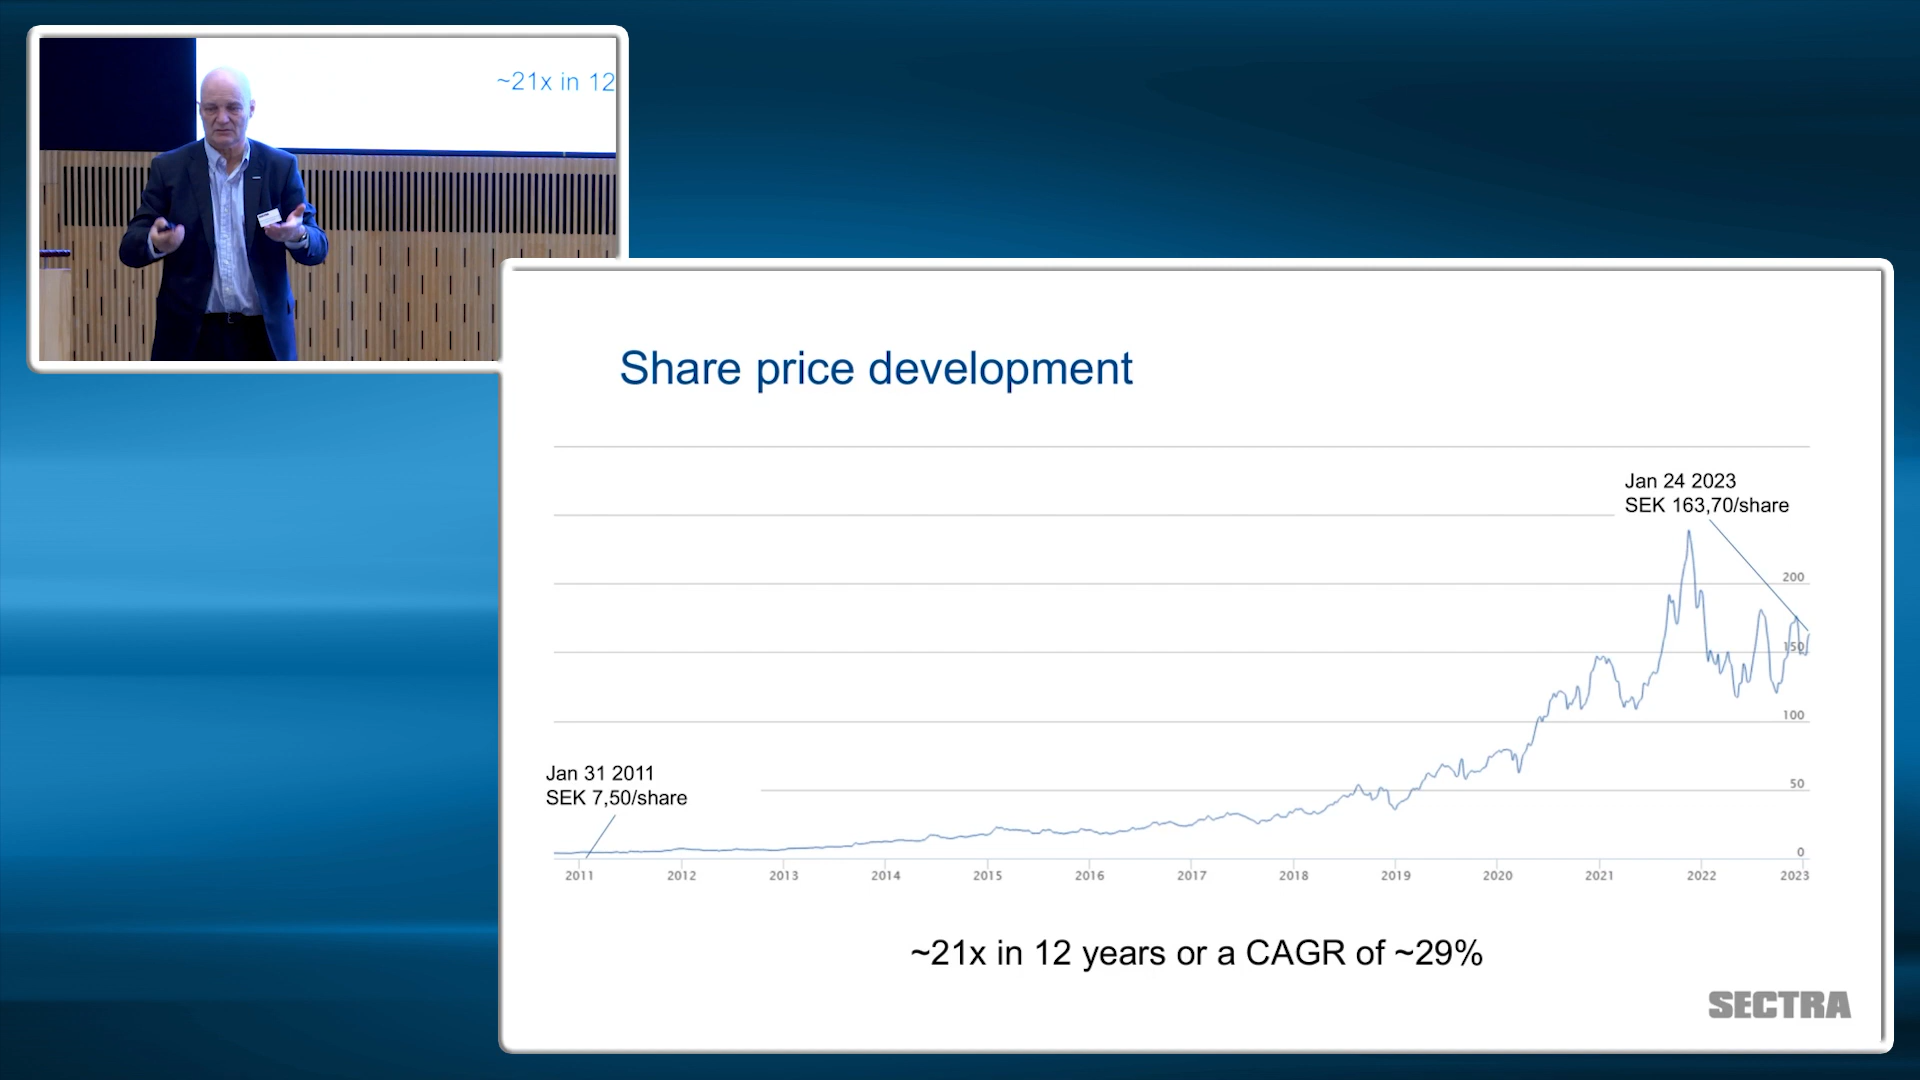 ~21x in 12
Share price development
Jan 24 2023
SEK 163,70/share
200
150
100
Jan 31 2011
SEK 7,50/share
50
0
2011 2012 2013 2014 2015 2016 2017 2018 2019 2020 2021 2022 2023
~21x in 12 years or a CAGR of ~29%
SECTRA